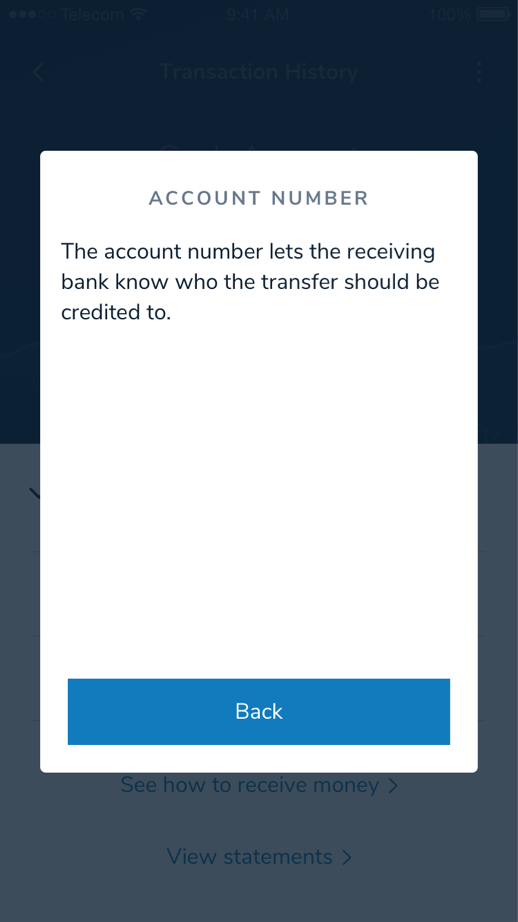 Telecom 9:41 AM 100%
Transaction History
ACCOUNT NUMBER
The account number lets the receiving
bank know who the transfer should be
credited to.
Back
See how to receive money
View statements